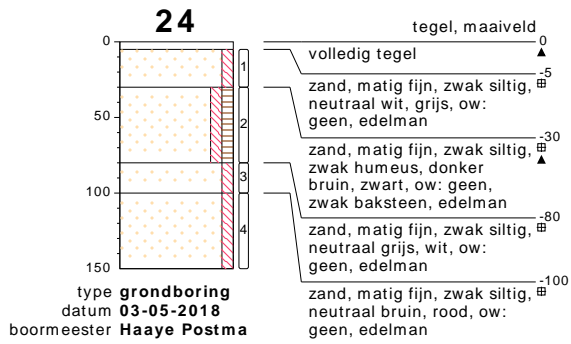 24
tegel, maaiveld
0
0
volledig tegel
-5
1
zand, matig fijn, zwak siltig,
neutraal wit, grijs, ow:
geen, edelman
-30
50
2
zand, matig fijn, zwak siltig,
zwak humeus, donker
bruin, zwart, ow: geen,
zwak baksteen, edelman
-80
3
100
zand, matig fijn, zwak siltig,
neutraal grijs, wit, ow:
geen, edelman
-100
4
150
zand, matig fijn, zwak siltig,
neutraal bruin, rood, ow:
geen, edelman
type grondboring
datum 03-05-2018
boormeester Haaye Postma